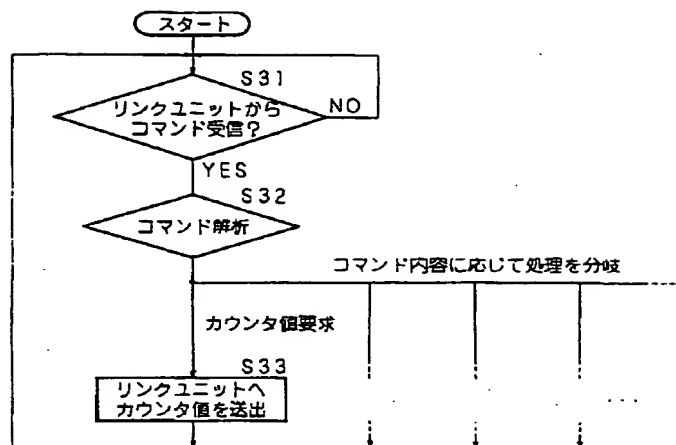 スタート
S31
リンクユニットから
コマンド受信?
NO
YES
S32
コマンド解析
コマンド内容に応じて処理を分岐
カウンタ値要求
S33
リンクユニットへ
カウンタ値を送出